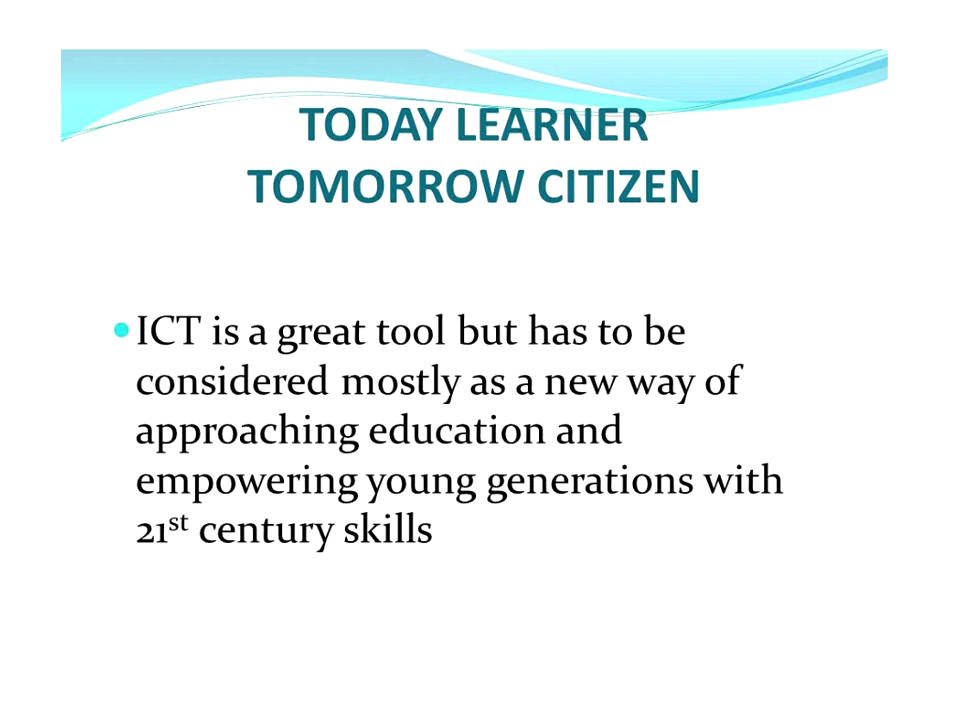 TODAY LEARNER
TOMORROW CITIZEN
• ICT is a great tool but has to be
considered mostly as a new way of
approaching education and
empowering young generations with
21st century skills